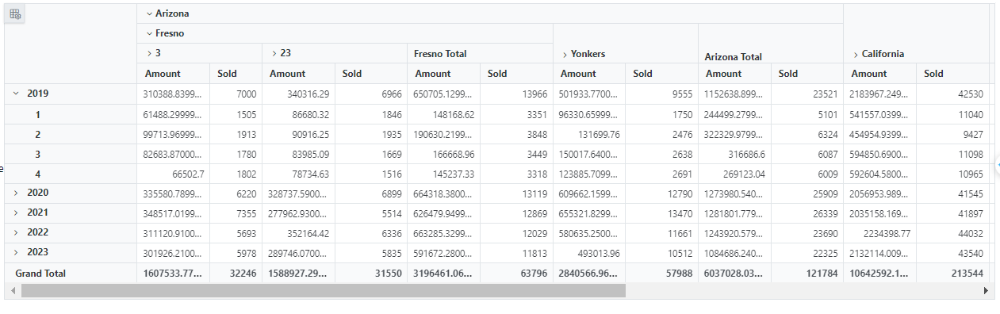 Arizona
Fresno
3 23 Fresno Total Yonkers Arizona Total California
Amount Sold Amount Sold Amount Sold Amount Sold Amount Sold Amount Sold
2019 310388.8399... 7000 340316.29 6966 650705.1299... 13966 501933.7700... 9555 1152638.899... 23521 2183967.249... 42530
1 61488.29999... 1505 86680.32 1846 148168.62 3351 96330.65999... 1750 244499.2799... 5101 541557.0399... 11040
2 99713.96999... 1913 90916.25 1935 190630.2199... 3848 131699.76 2476 322329.9799... 6324 454954.9399... 9427
3 82683.87000... 1780 83985.09 1669 166668.96 3449 150017.6400... 2638 316686.6 6087 594850.6900... 11098
e
4 66502.7 1802 78734.63 1516 145237.33 3318 123885.7099... 2691 269123.04 6009 592604.5800... 10965
2020 335580.7899... 6220 328737.5900... 6899 664318.3800... 13119 609662.1599... 12790 1273980.540... 25909 2056953.989... 41545
2021 348517.0199... 7355 277962.9300... 5514 626479.9499... 12869 655321.8299... 13470 1281801.779... 26339 2035158.169... 41897
2022 311120.9100... 5693 352164.42 6336 663285.3299... 12029 580635.2500... 11661 1243920.579... 23690 2234398.77 44032
2023 301926.2100... 5978 289746.0700... 5835 591672.2800... 11813 493013.96 10512 1084686.240... 22325 2132114.009... 43540
Grand Total 1607533.77... 32246 1588927.29... 31550 3196461.06... 63796 2840566.96... 57988 6037028.03... 121784 10642592.1... 213544